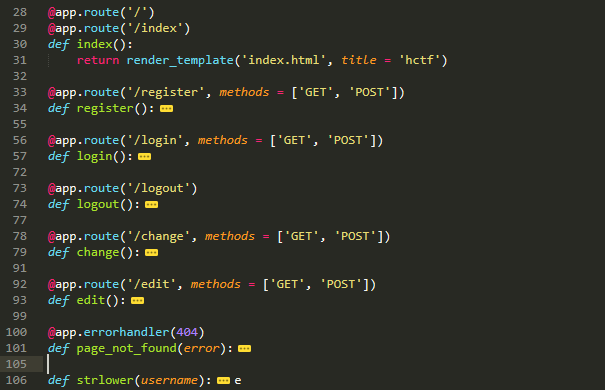 28 @app.route('/')
29 @app.route('/index')
30 def index():
31 return render_template('index.html', title = 'hctf')
32
33 @app.route('/register', methods = ['GET', 'POST'])
34 def register():
55
56 @app.route('/login', methods = ['GET', 'POST'])
57 def login():
72
73 @app.route('/logout')
74 def logout():
77
78 @app.route('/change', methods = ['GET', 'POST'])
79 def change():
91
92 @app.route('/edit', methods = ['GET', 'POST'])
93 def edit():
99
100 @app.errorhandler(404)
101 def page_not_found(error):
105
106 def strlower(username): e